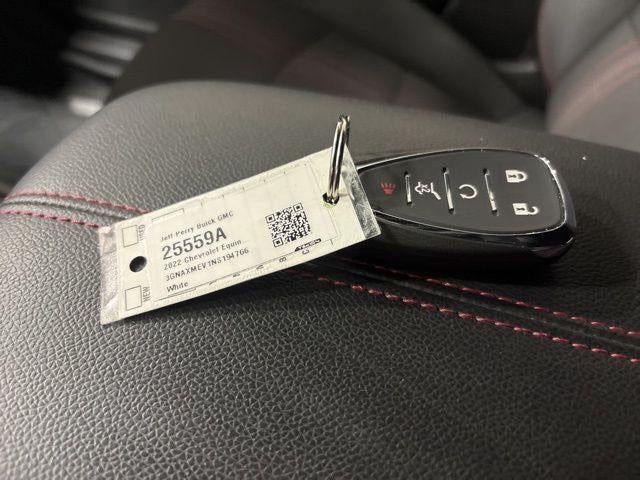 Jeff Perry Buick GMC
25559A
2022 Chevrolet Equin
3GNAXMEV1NS194766
White
NEW